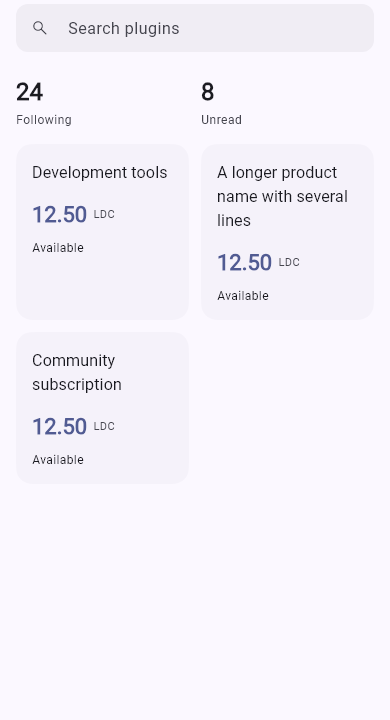 Search plugins
24
Following
8
Unread
Development tools
12.50 LDC
Available
A longer product
name with several
lines
12.50 LDC
Available
Community
subscription
12.50 LDC
Available